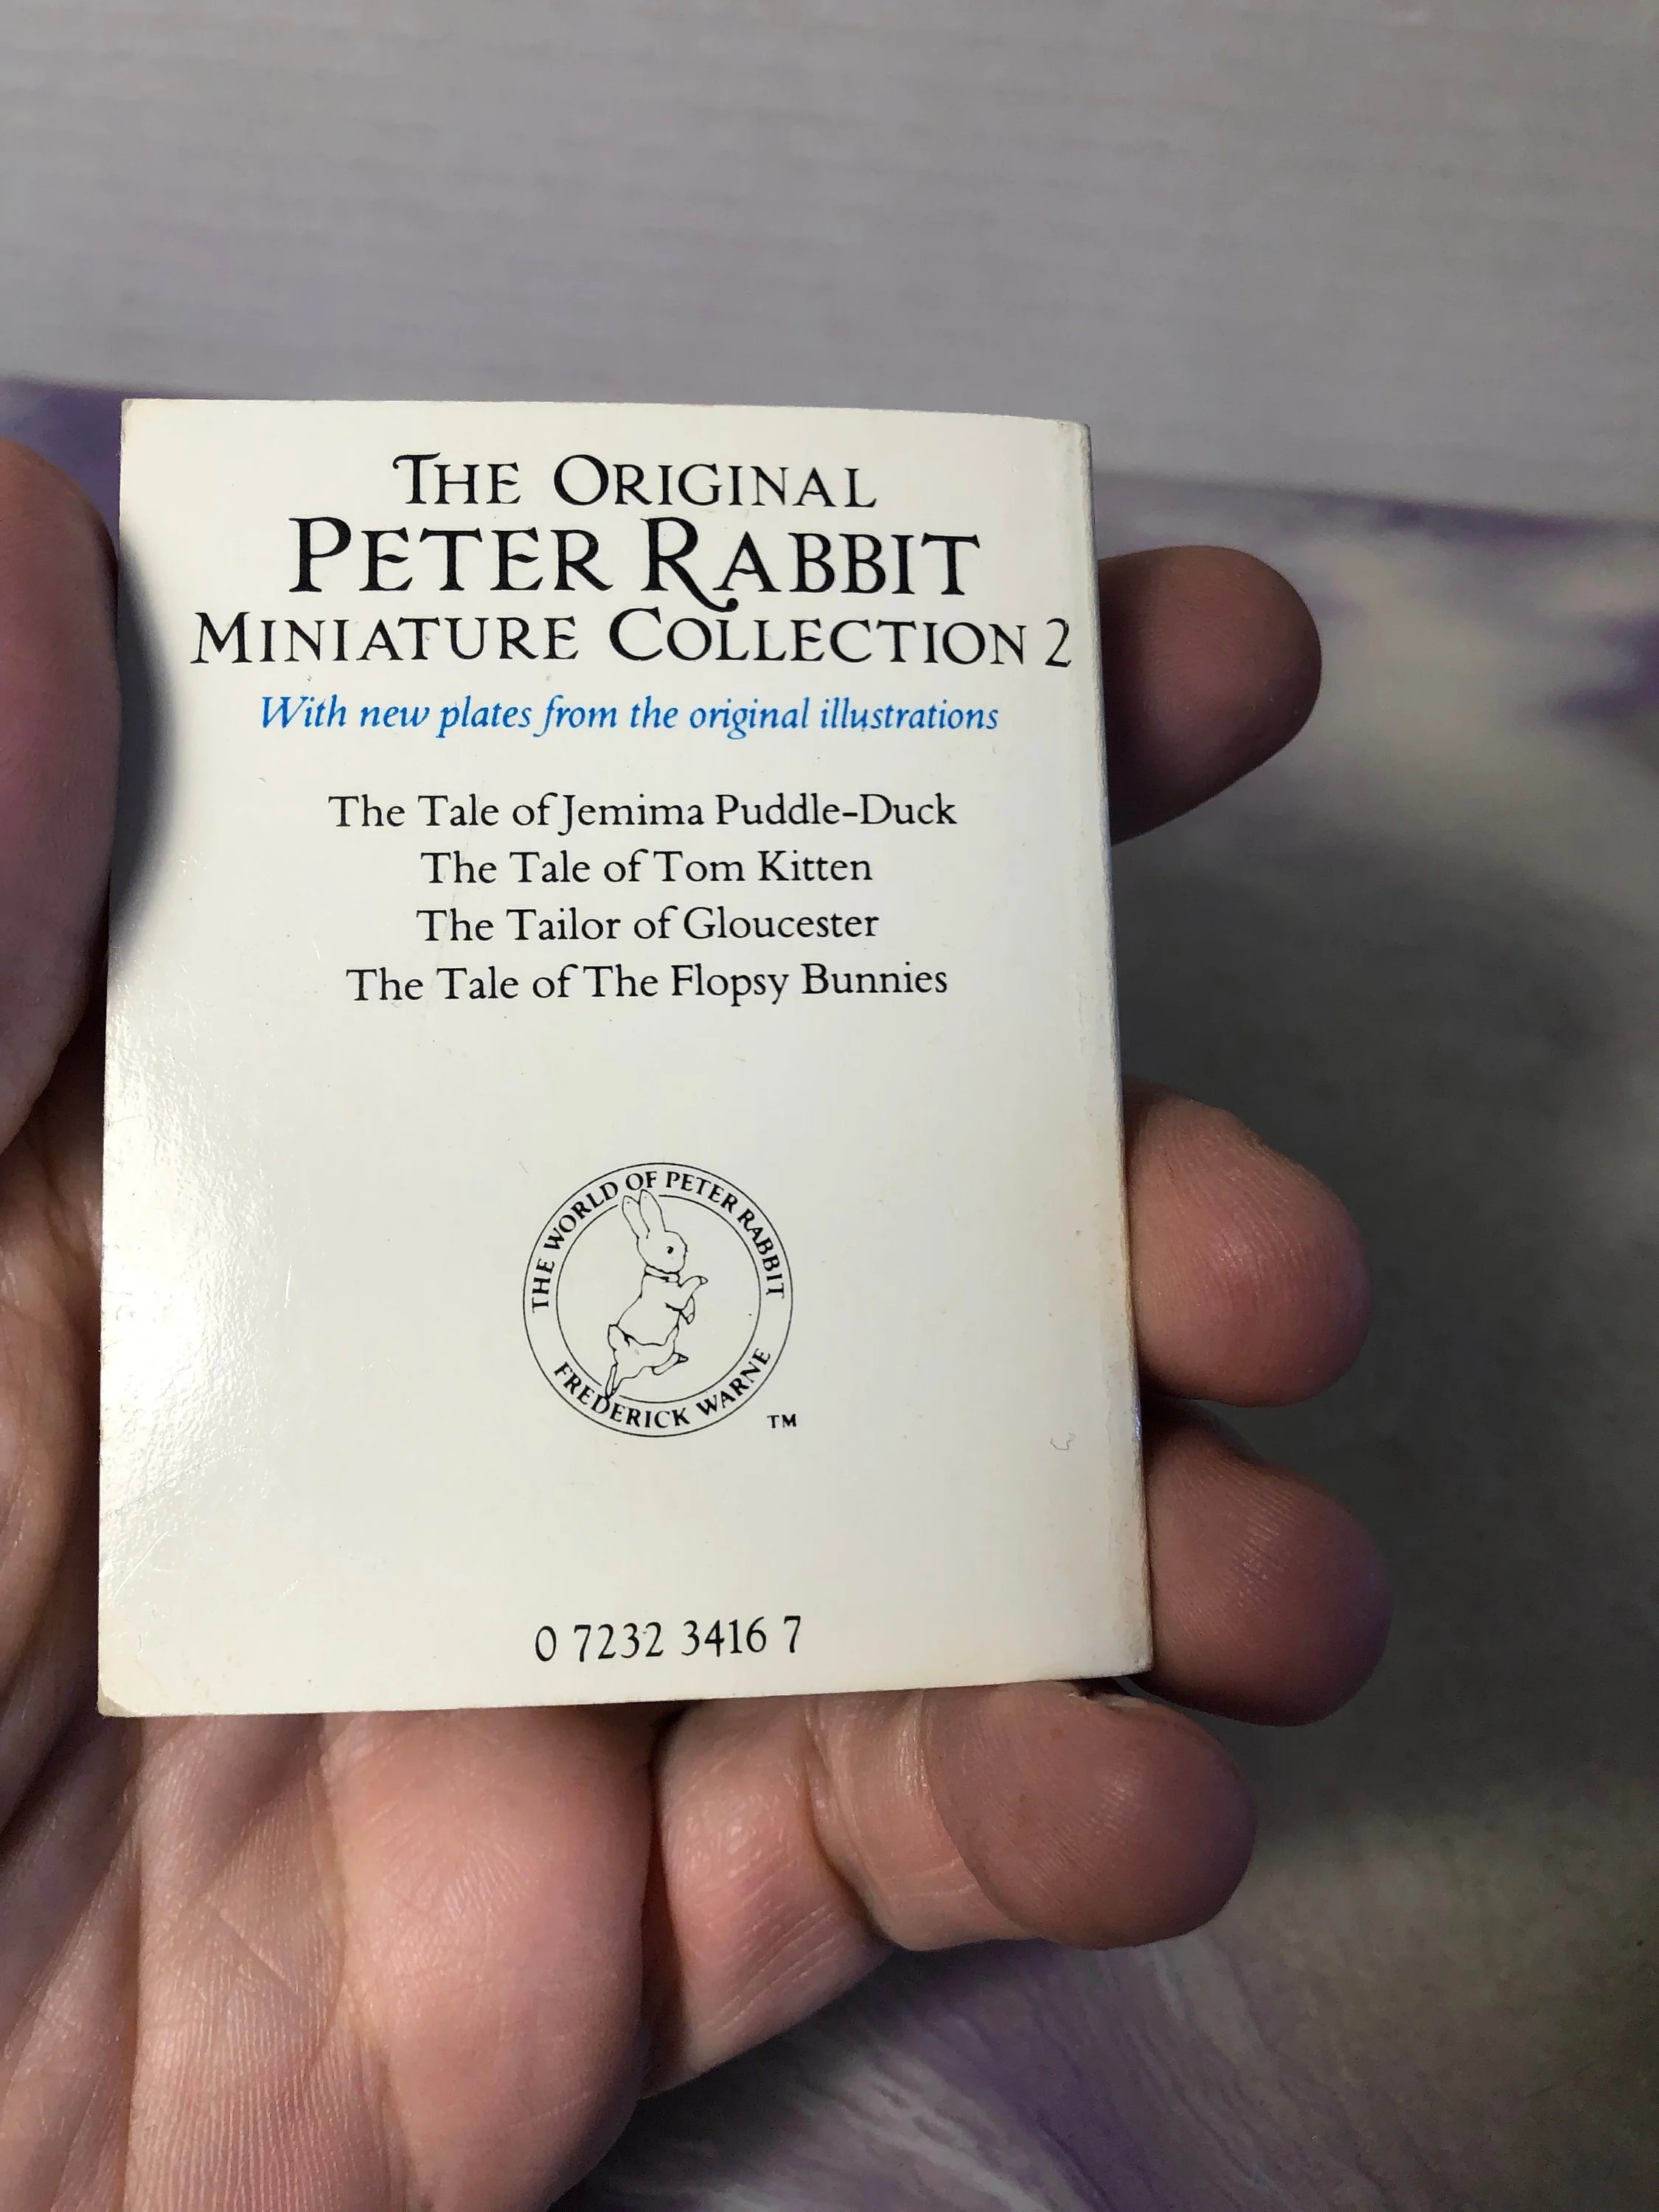 THE ORIGINAL
PETER RABBIT
MINIATURE COLLECTION 2
With new plates from the original illustrations
The Tale of Jemima Puddle-Duck
The Tale of Tom Kitten
The Tailor of Gloucester
The Tale of The Flopsy Bunnies
THE WORLD OF PETER RABBIT
FREDERICK WARNE
TM
0 7232 3416 7